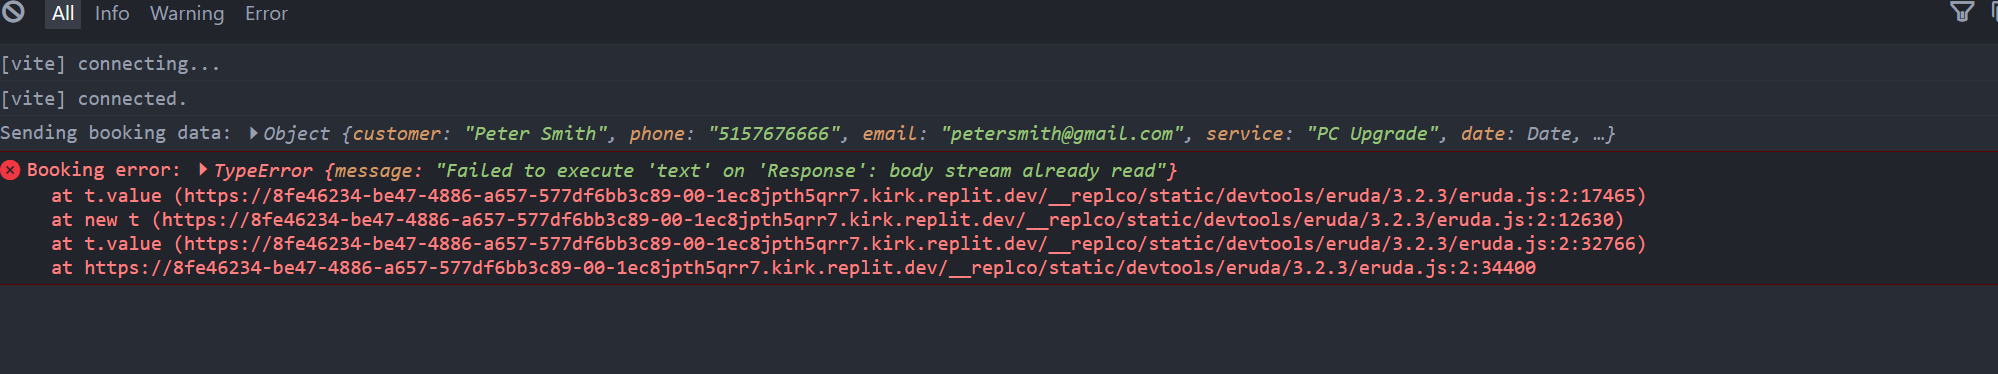 All Info Warning Error
[vite] connecting...
[vite] connected.
Sending booking data: Object {customer: "Peter Smith", phone: "5157676666", email: "petersmith@gmail.com", service: "PC Upgrade", date: Date, …}
Booking error: TypeError {message: "Failed to execute 'text' on 'Response': body stream already read"}
at t.value (https://8fe46234-be47-4886-a657-577df6bb3c89-00-1ec8jpth5qrr7.kirk.replit.dev/__replco/static/devtools/eruda/3.2.3/eruda.js:2:17465)
at new t (https://8fe46234-be47-4886-a657-577df6bb3c89-00-1ec8jpth5qrr7.kirk.replit.dev/__replco/static/devtools/eruda/3.2.3/eruda.js:2:12630)
at t.value (https://8fe46234-be47-4886-a657-577df6bb3c89-00-1ec8jpth5qrr7.kirk.replit.dev/__replco/static/devtools/eruda/3.2.3/eruda.js:2:32766)
at https://8fe46234-be47-4886-a657-577df6bb3c89-00-1ec8jpth5qrr7.kirk.replit.dev/__replco/static/devtools/eruda/3.2.3/eruda.js:2:34400